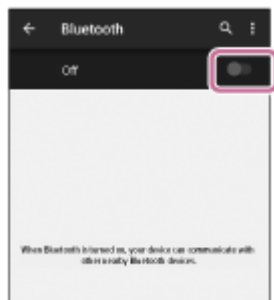 Bluetooth
Off
When Bluetooth is turned on, your device can communicate with
other nearby Bluetooth devices.